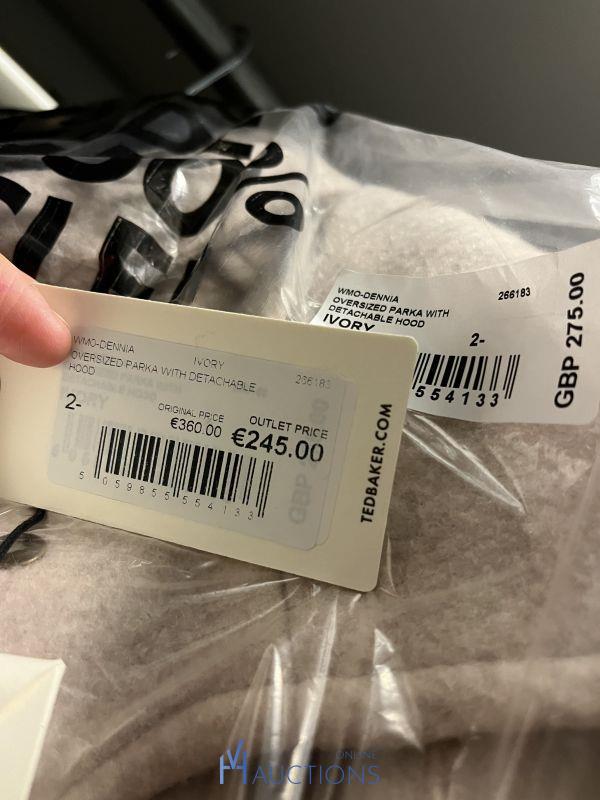 WMO-DENNIA 266183
OVERSIZED PARKA WITH
DETACHABLE HOOD
IVORY
2-
554133
GBP 275.00
WMO-DENNIA IVORY 266183
OVERSIZED PARKA WITH DETACHABLE
HOOD
2-
ORIGINAL PRICE OUTLET PRICE
€360.00 €245.00
5 059855 554133
TEDBAKER.COM
ONLINE
AUCTIONS